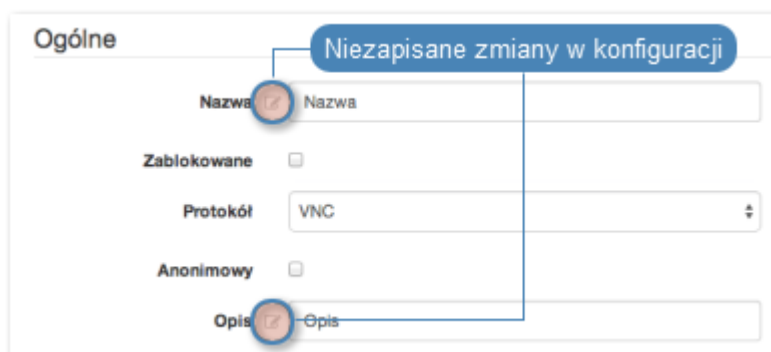 Ogólne
Niezapisane zmiany w konfiguracji
Nazwa Nazwa
Zablokowane
Protokół VNC
Anonimowy
Opis Opis